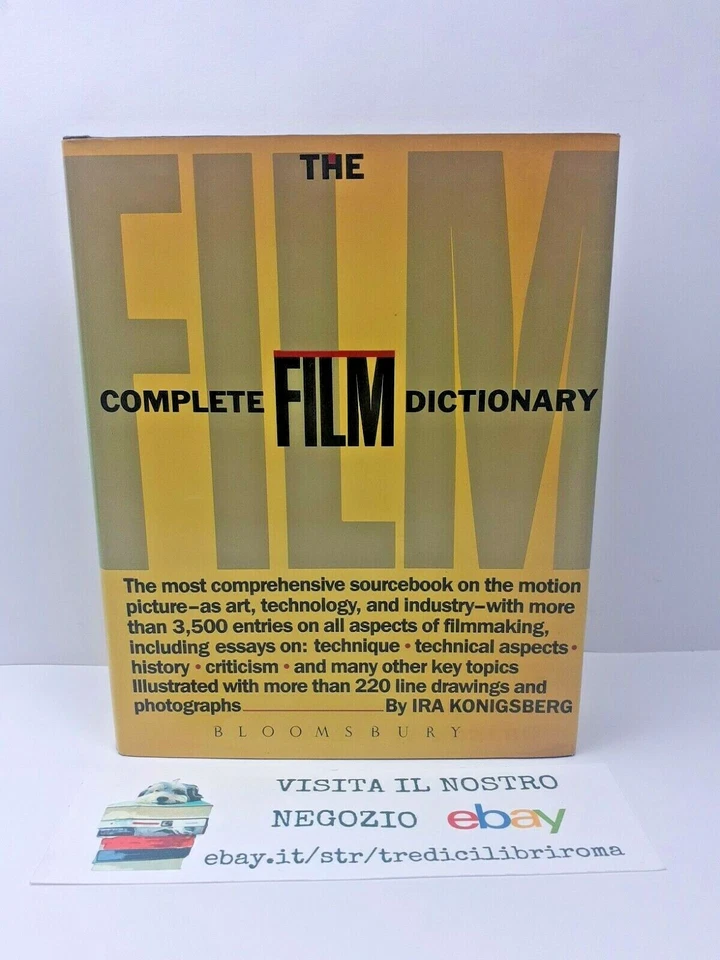 FILM
THE
COMPLETE FILM DICTIONARY
The most comprehensive sourcebook on the motion
picture–as art, technology, and industry–with more
than 3,500 entries on all aspects of filmmaking,
including essays on: technique • technical aspects •
history • criticism • and many other key topics
Illustrated with more than 220 line drawings and
photographs By IRA KONIGSBERG
BLOOMSBURY
VISITA IL NOSTRO
NEGOZIO ebay
ebay.it/str/tredicilibriroma